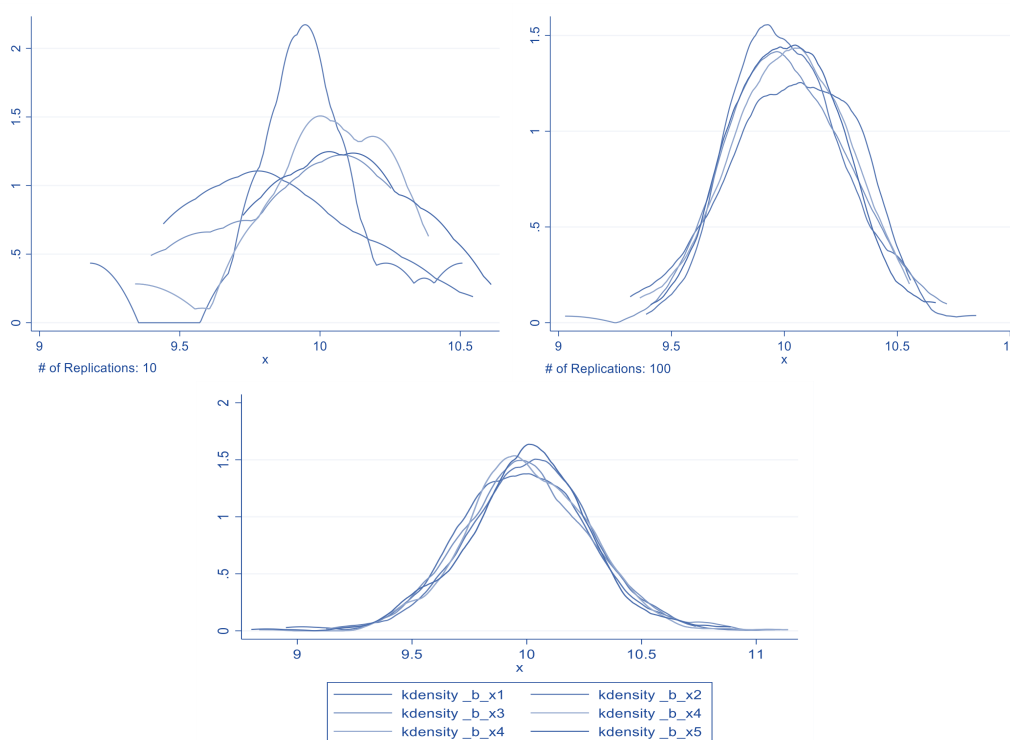 2
1.5
1
.5
0
9 9.5 10 10.5
x
# of Replications: 10
1.5
1
.5
0
9 9.5 10 10.5 1
x
# of Replications: 100
2
1.5
1
.5
0
9 9.5 10 10.5 11
x
kdensity _b_x1 kdensity _b_x2
kdensity _b_x3 kdensity _b_x4
kdensity _b_x4 kdensity _b_x5